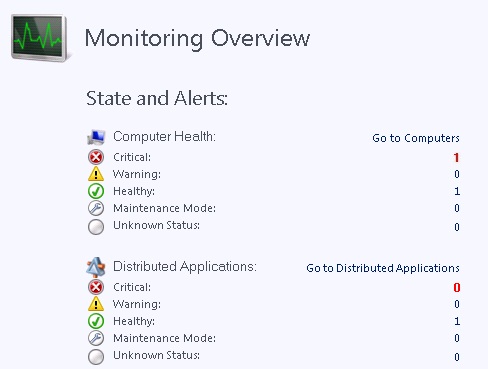 Monitoring Overview
State and Alerts:
Computer Health: Go to Computers
Critical: 1
Warning: 0
Healthy: 1
Maintenance Mode: 0
Unknown Status: 0
Distributed Applications: Go to Distributed Applications
Critical: 0
Warning: 0
Healthy: 1
Maintenance Mode: 0
Unknown Status: 0